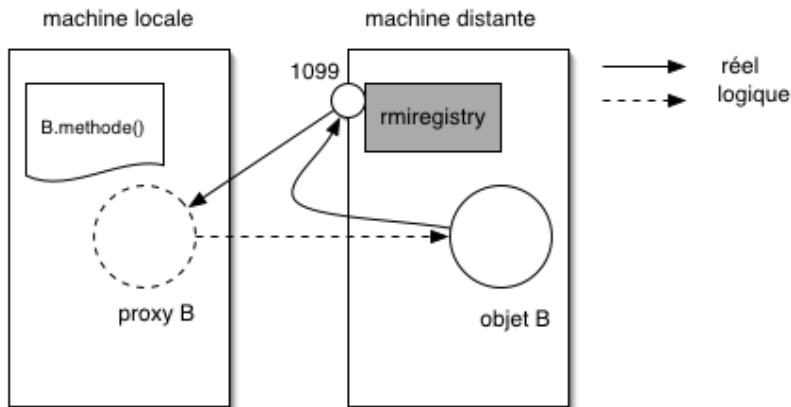 machine locale
machine distante
1099
réel
logique
B.methode()
rmiregistry
proxy B
objet B